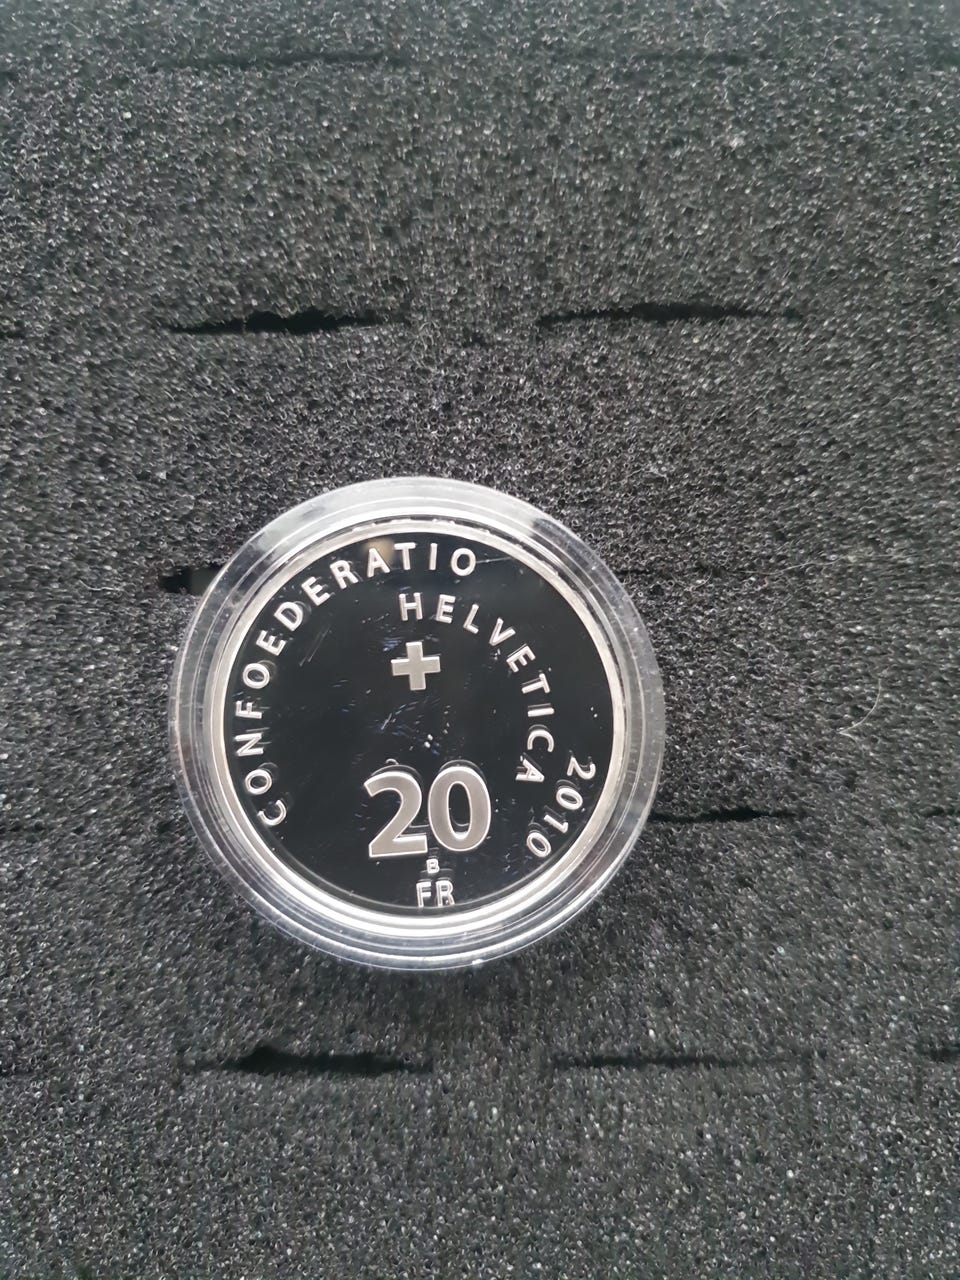 CONFOEDERATIO
HELVETICA
2010
20
B
FR